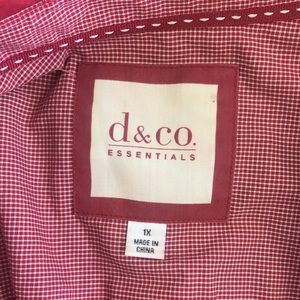 d&co.
ESSENTIALS
1X
MADE IN
CHINA